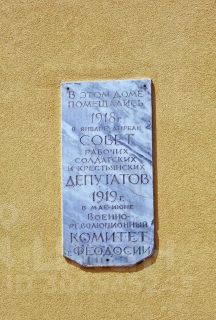 В ЭТОМ ДОМЕ
ПОМЕЩАЛИСЬ
1918 г.
В ЯНВАРЕ-АПРЕЛЕ
СОВЕТ
РАБОЧИХ
СОЛДАТСКИХ
И КРЕСТЬЯНСКИХ
ДЕПУТАТОВ
1919 г.
В МАЕ-ИЮНЕ
ВОЕННО-
РЕВОЛЮЦИОННЫЙ
КОМИТЕТ
г. ФЕОДОСИИ